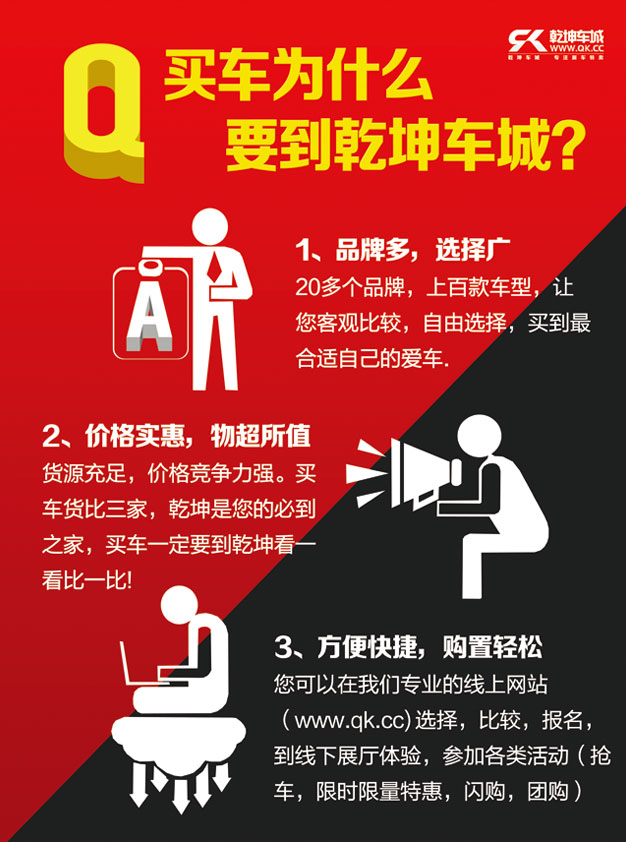 乾坤车城
WWW.QK.CC
乾坤车城 专注新车特卖
Q 买车为什么
要到乾坤车城?
A
1、品牌多，选择广
20多个品牌，上百款车型，让
您客观比较，自由选择，买到最
合适自己的爱车.
2、价格实惠，物超所值
货源充足，价格竞争力强。买
车货比三家，乾坤是您的必到
之家，买车一定要到乾坤看一
看比一比!
3、方便快捷，购置轻松
您可以在我们专业的线上网站
（www.qk.cc)选择，比较，报名，
到线下展厅体验，参加各类活动（抢
车，限时限量特惠，闪购，团购）